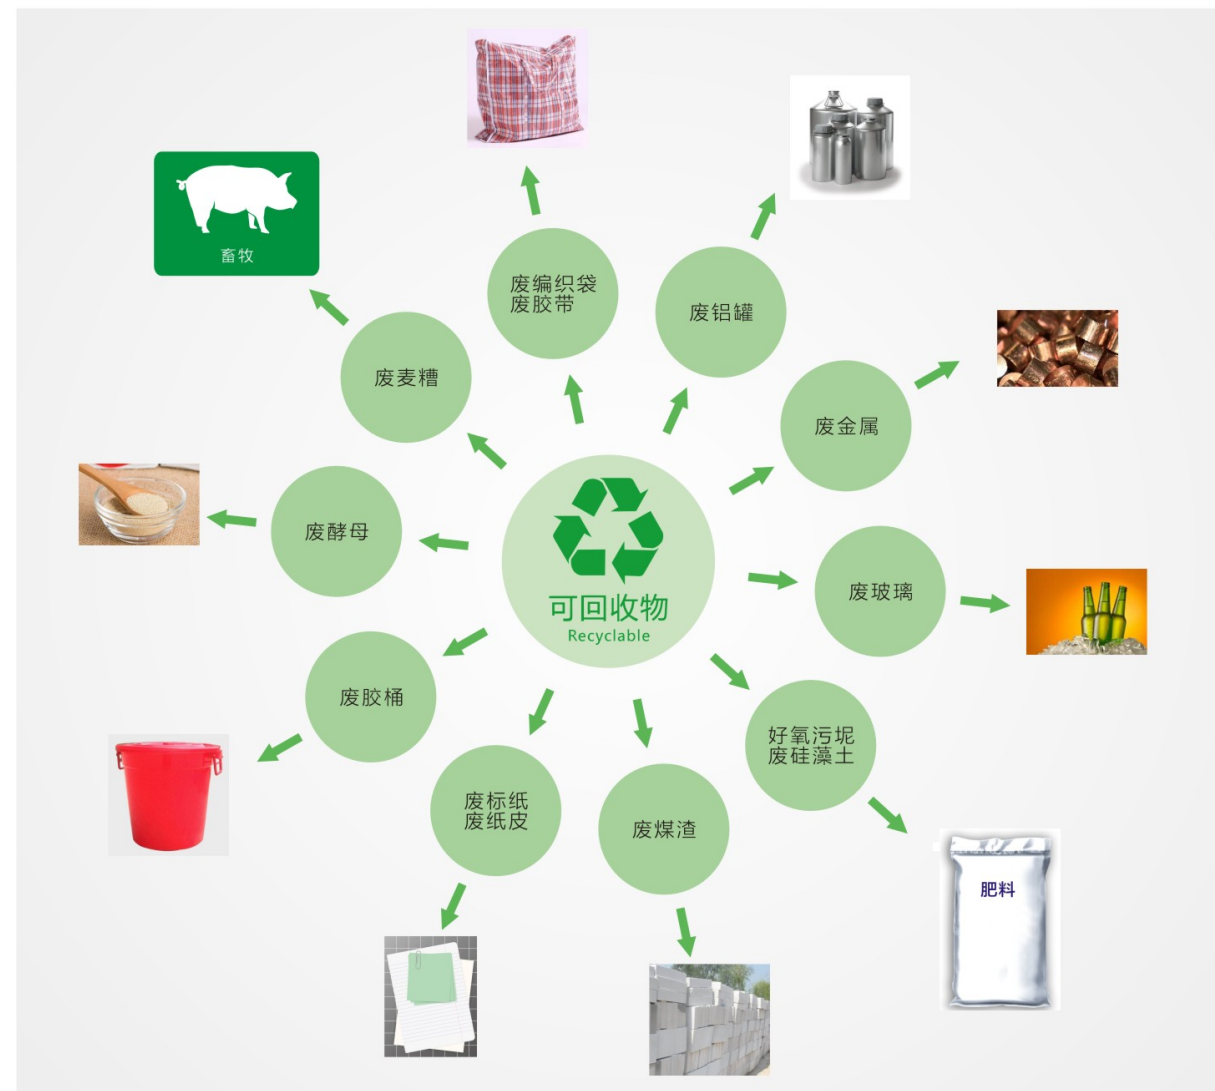 畜牧
废编织袋
废胶带
废铝罐
废麦糟
废金属
废酵母
可回收物
Recyclable
废玻璃
废胶桶
好氧污坭
废硅藻土
废标纸
废纸皮
废煤渣
肥料